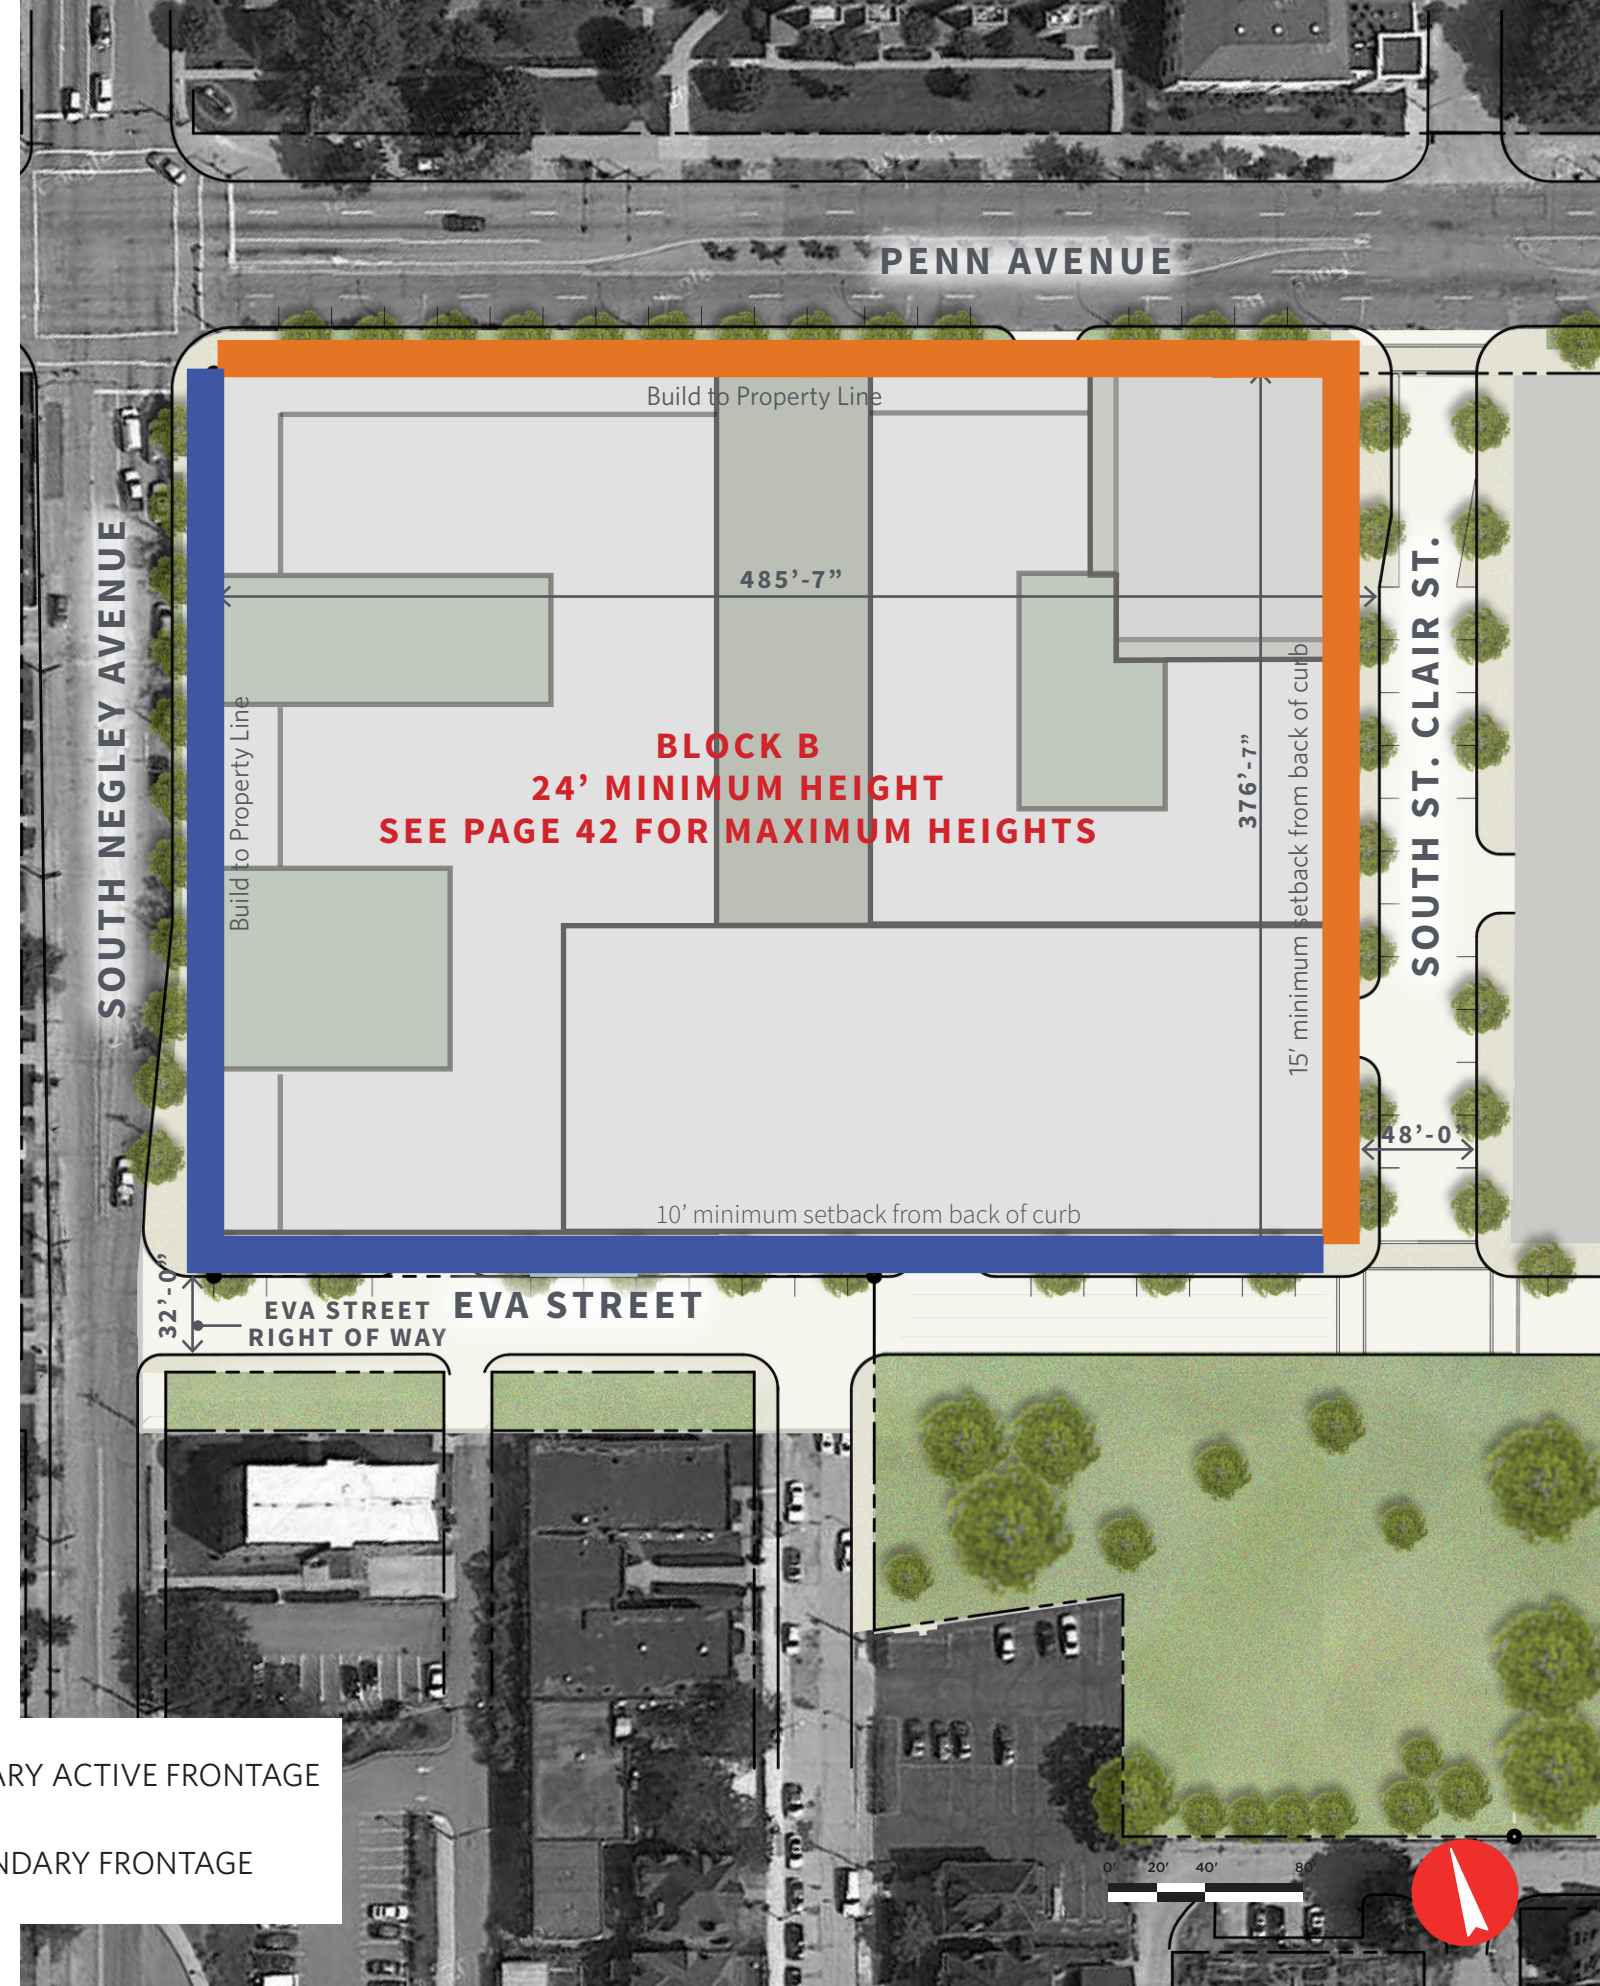 PENN AVENUE
Build to Property Line
485’-7”
SOUTH NEGLEY AVENUE
Build to Property Line
BLOCK B
24’ MINIMUM HEIGHT
SEE PAGE 42 FOR MAXIMUM HEIGHTS
376’-7”
15’ minimum setback from back of curb
SOUTH ST. CLAIR ST.
48’-0”
10’ minimum setback from back of curb
32’-0”
EVA STREET
RIGHT OF WAY
EVA STREET
ARY ACTIVE FRONTAGE
NDARY FRONTAGE
0’ 20’ 40’ 80’